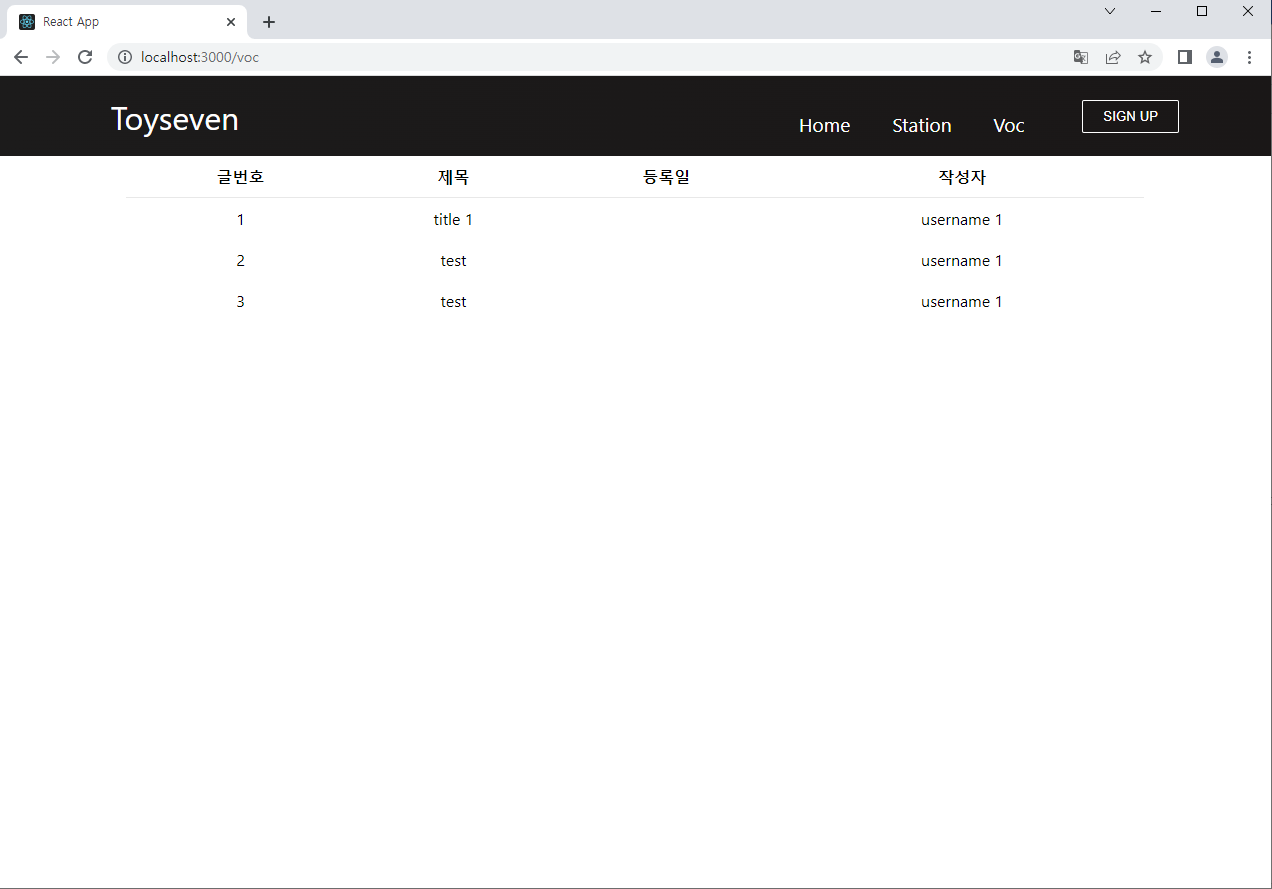 React App
localhost:3000/voc
Toyseven
Home Station Voc SIGN UP
글번호 제목 등록일 작성자
1 title 1 username 1
2 test username 1
3 test username 1